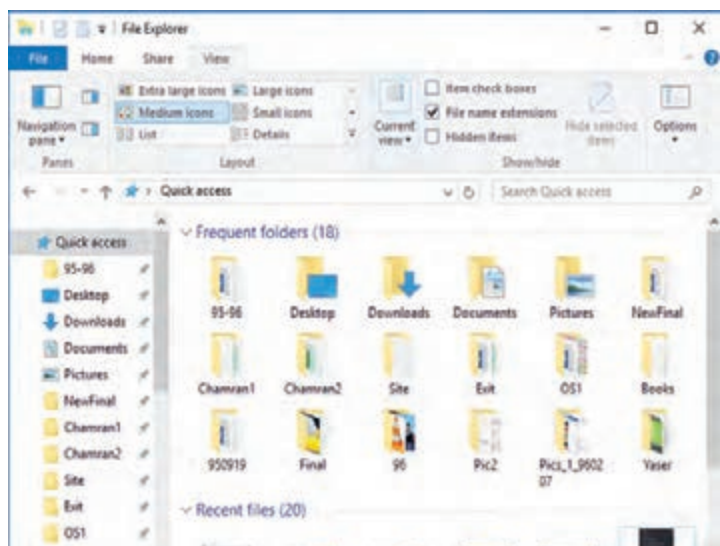 File Explorer
File Home Share View
Extra large icons Large icons
Medium icons Small icons
List Details
Navigation pane
Current view
Item check boxes
File name extensions
Hidden items
Hide selected items
Options
Panes Layout Show/hide
Quick access Search Quick access
Quick access
95-96
Desktop
Downloads
Documents
Pictures
NewFinal
Chamran1
Chamran2
Site
Exit
OS1
Frequent folders (18)
95-96 Desktop Downloads Documents Pictures NewFinal
Chamran1 Chamran2 Site Exit OS1 Books
950919 Final 96 Pic2 Pics_1_9602 Yaser
07
Recent files (20)